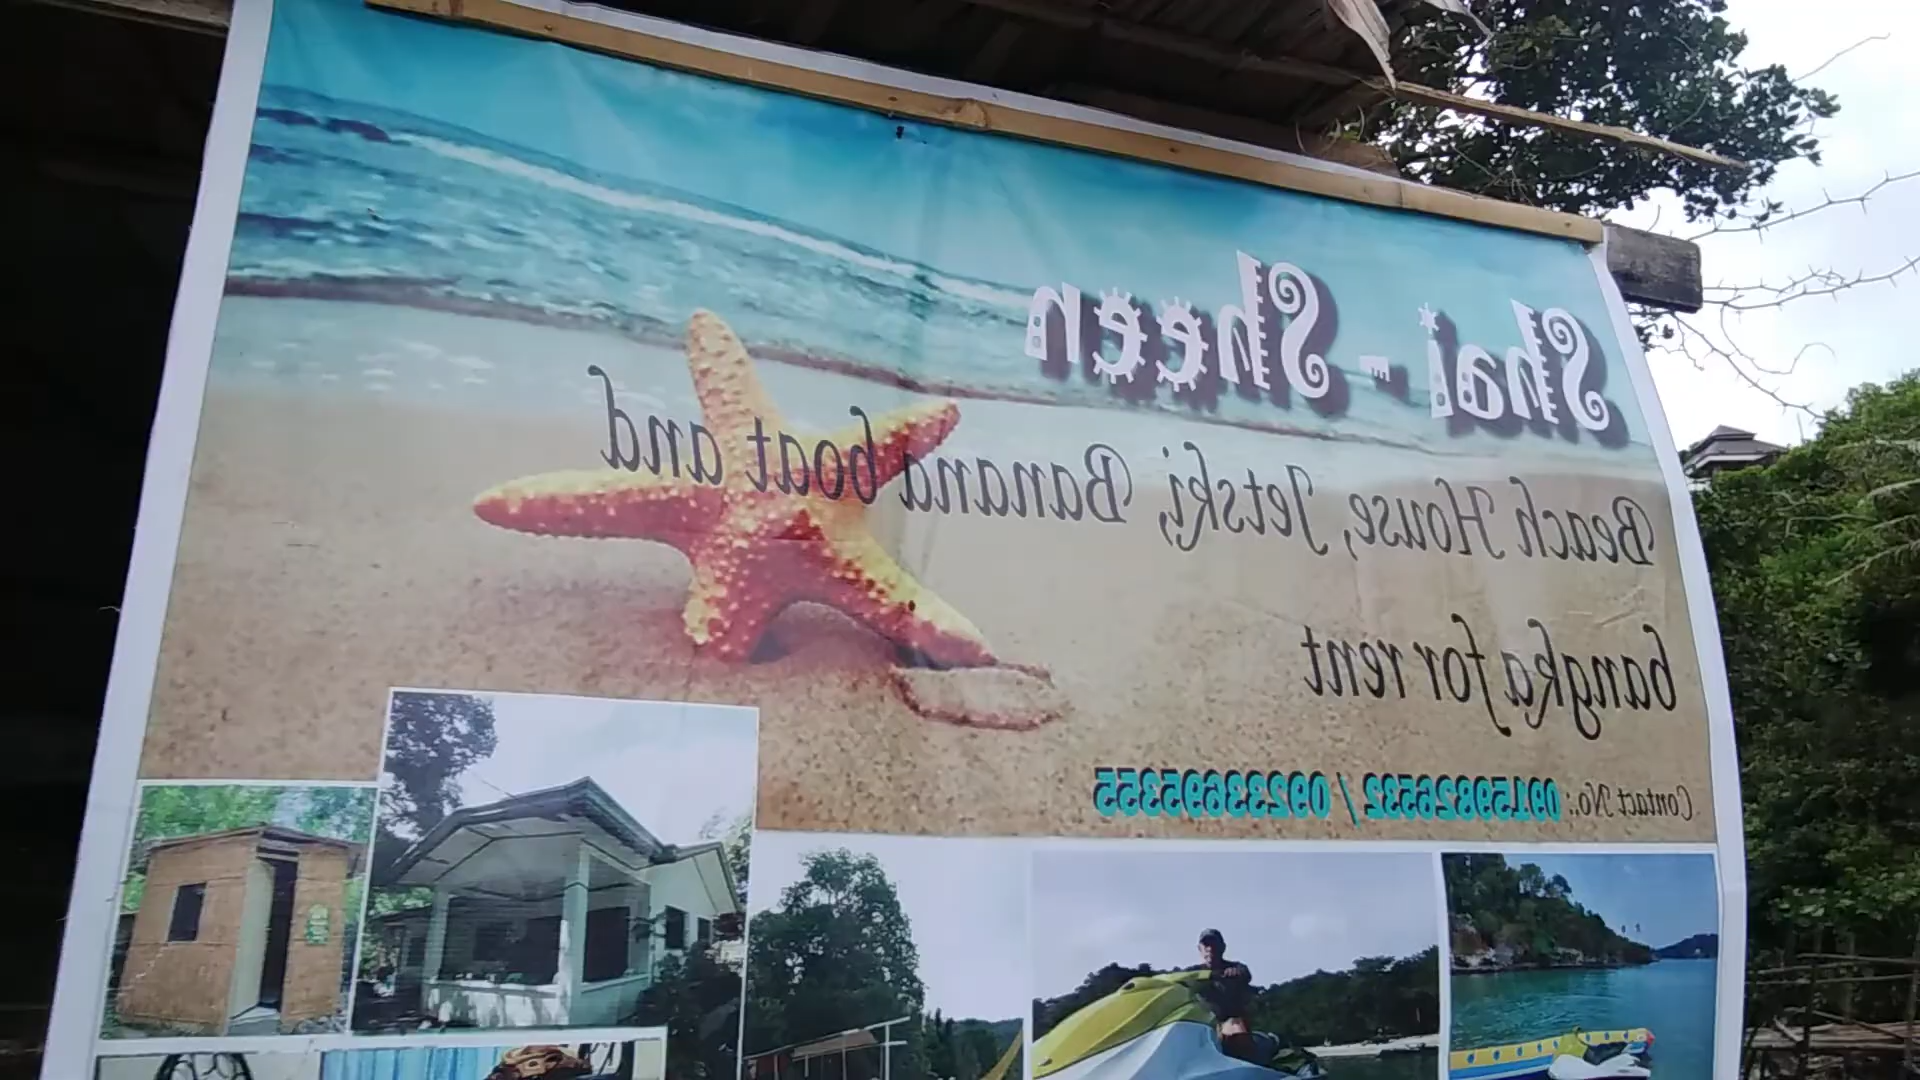 Shai - Sheen
Beach House, Jetski, Banana boat and
bangka for rent
Contact No.: 09159826532 / 09233695355